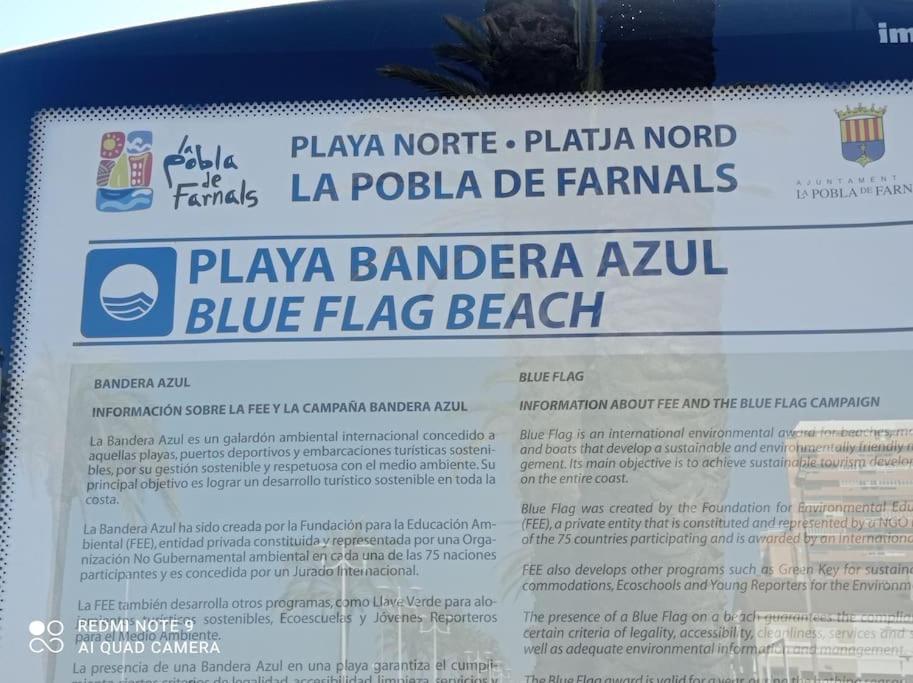 im
la
Pobla
de
Farnals
PLAYA NORTE • PLATJA NORD
LA POBLA DE FARNALS
AJUNTAMENT
LA POBLA DE FARN
PLAYA BANDERA AZUL
BLUE FLAG BEACH
BANDERA AZUL
INFORMACIÓN SOBRE LA FEE Y LA CAMPAÑA BANDERA AZUL
La Bandera Azul es un galardón ambiental internacional concedido a
aquellas playas, puertos deportivos y embarcaciones turísticas sosteni-
bles, por su gestión sostenible y respetuosa con el medio ambiente. Su
principal objetivo es lograr un desarrollo turístico sostenible en toda la
costa.
La Bandera Azul ha sido creada por la Fundación para la Educación Am-
biental (FEE), entidad privada constituida y representada por una Orga-
nización No Gubernamental ambiental en cada una de las 75 naciones
participantes y es concedida por un Jurado Internacional.
La FEE también desarrolla otros programas, como Llave Verde para alo-
sostenibles, Ecoescuelas y Jóvenes Reporteros
para el Medio Ambiente.
La presencia de una Bandera Azul en una playa garantiza el cumpli-
miento ciertos criterios de legalidad, accesibilidad, limpieza, servicios y
BLUE FLAG
INFORMATION ABOUT FEE AND THE BLUE FLAG CAMPAIGN
Blue Flag is an international environmental award for beaches, ma
and boats that develop a sustainable and environmentally friendly m
gement. Its main objective is to achieve sustainable tourism develop
on the entire coast.
Blue Flag was created by the Foundation for Environmental Edu
(FEE), a private entity that is constituted and represented by a NGO i
of the 75 countries participating and is awarded by an Internationa
FEE also develops other programs such as Green Key for sustaina
commodations, Ecoschools and Young Reporters for the Environm
The presence of a Blue Flag on a beach guarantees the complia
certain criteria of legality, accessibility, cleanliness, services and s
well as adequate environmental information and management.
The Blue Flag award is valid for a year
REDMI NOTE 9
AI QUAD CAMERA